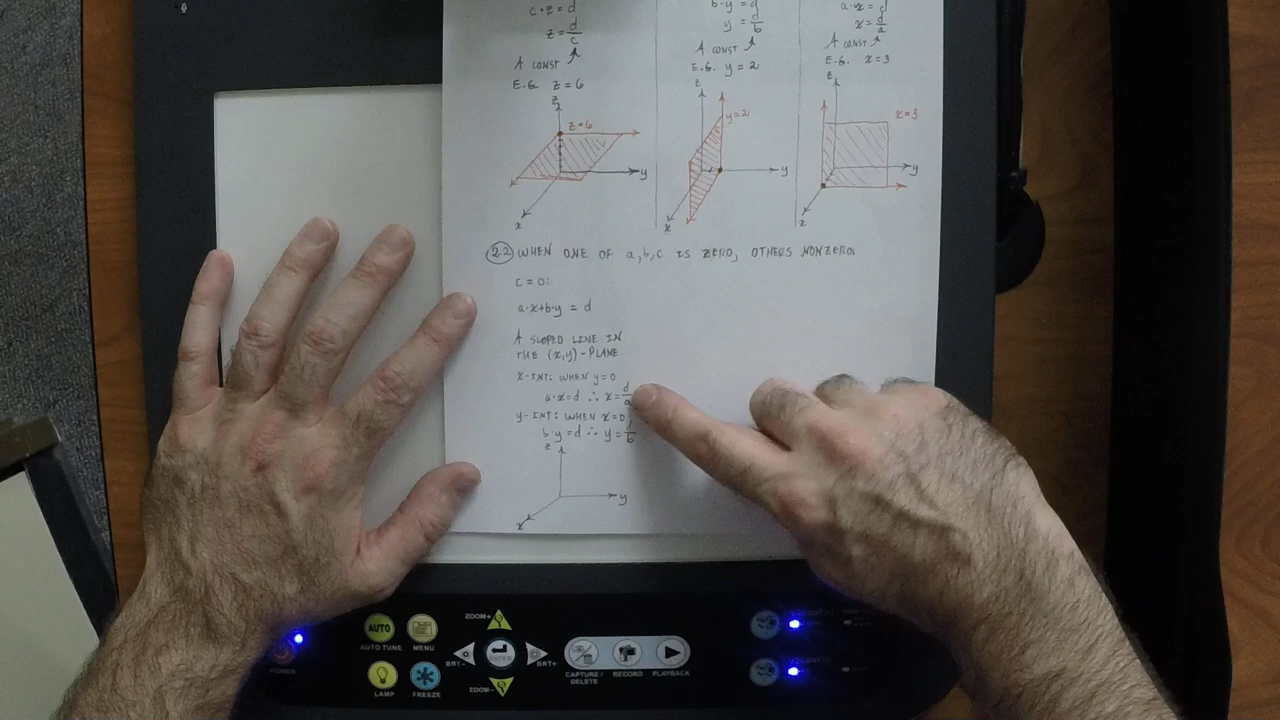 c·z = d
z = d/c
A CONST
E.G. z = 6
z
z=6
y
x
b·y = d
y = d/b
A CONST
E.G. y = 2
z
y=2
y
x
a·x = d
x = d/a
A CONST
E.G. x = 3
z
x=3
y
x
2.2 WHEN ONE OF a,b,c IS ZERO, OTHERS NONZERO.
c = 0:
a·x+b·y = d
A SLOPED LINE IN
THE (x,y)-PLANE
x-INT: WHEN y=0
a·x=d ∴ x=d/a
y-INT: WHEN x=0
b·y=d ∴ y=d/b
z
y
x
ZOOM+
AUTO
AUTO TUNE
MENU
BRT-
BRT+
CAPTURE/
DELETE
RECORD
PLAYBACK
POWER
LAMP
FREEZE
ZOOM-